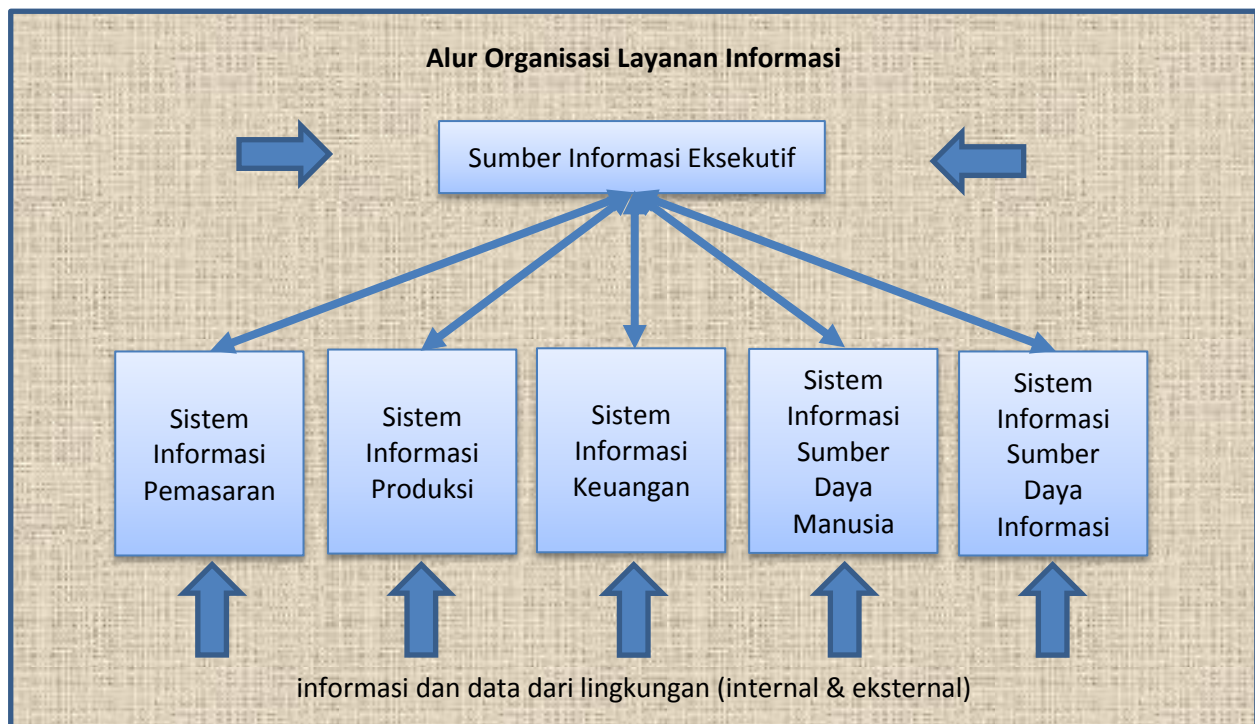 Alur Organisasi Layanan Informasi
Sumber Informasi Eksekutif
Sistem
Informasi
Pemasaran
Sistem
Informasi
Produksi
Sistem
Informasi
Keuangan
Sistem
Informasi
Sumber
Daya
Manusia
Sistem
Informasi
Sumber
Daya
Informasi
informasi dan data dari lingkungan (internal & eksternal)